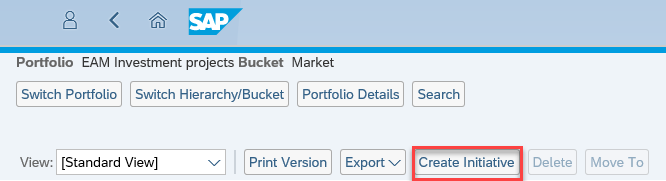 SAP
Portfolio EAM Investment projects Bucket Market
Switch Portfolio Switch Hierarchy/Bucket Portfolio Details Search
View: [Standard View] Print Version Export Create Initiative Delete Move To